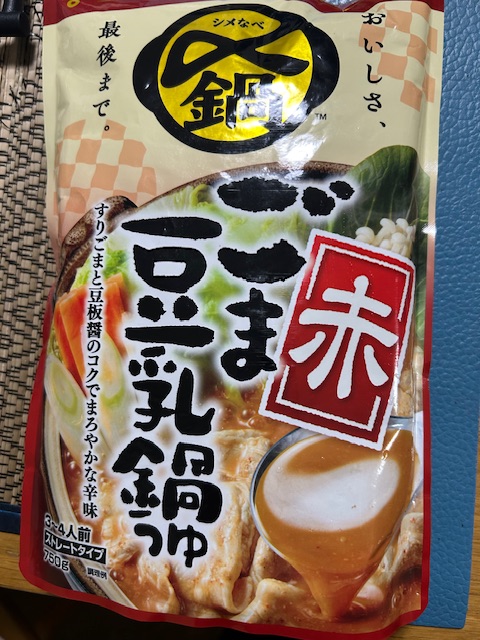 おいしさ、
最後まで。
シメなべ
〆鍋
TM
赤
ごま
豆乳鍋つゆ
すりごまと豆板醤のコクでまろやかな辛味
3~4人前
ストレートタイプ
750g
調理例